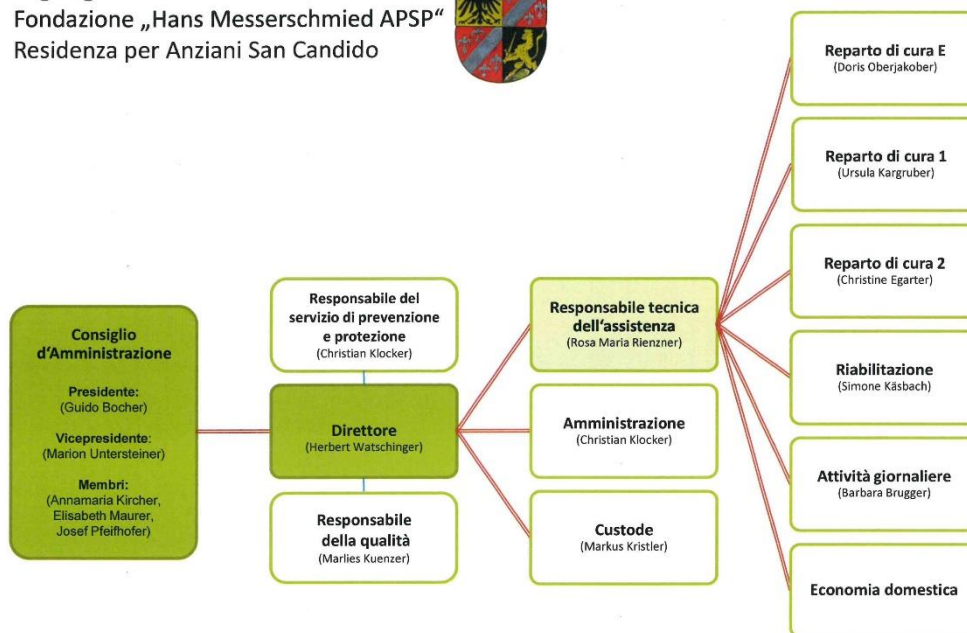 Fondazione „Hans Messerschmied APSP“
Residenza per Anziani San Candido
Consiglio
d‘Amministrazione
Presidente:
(Guido Bocher)
Vicepresidente:
(Marion Untersteiner)
Membri:
(Annamaria Kircher,
Elisabeth Maurer,
Josef Pfeifhofer)
Responsabile del
servizio di prevenzione
e protezione
(Christian Klocker)
Direttore
(Herbert Watschinger)
Responsabile
della qualità
(Marlies Kuenzer)
Responsabile tecnica
dell‘assistenza
(Rosa Maria Rienzner)
Amministrazione
(Christian Klocker)
Custode
(Markus Kristler)
Reparto di cura E
(Doris Oberjakober)
Reparto di cura 1
(Ursula Kargruber)
Reparto di cura 2
(Christine Egarter)
Riabilitazione
(Simone Käsbach)
Attività giornaliere
(Barbara Brugger)
Economia domestica